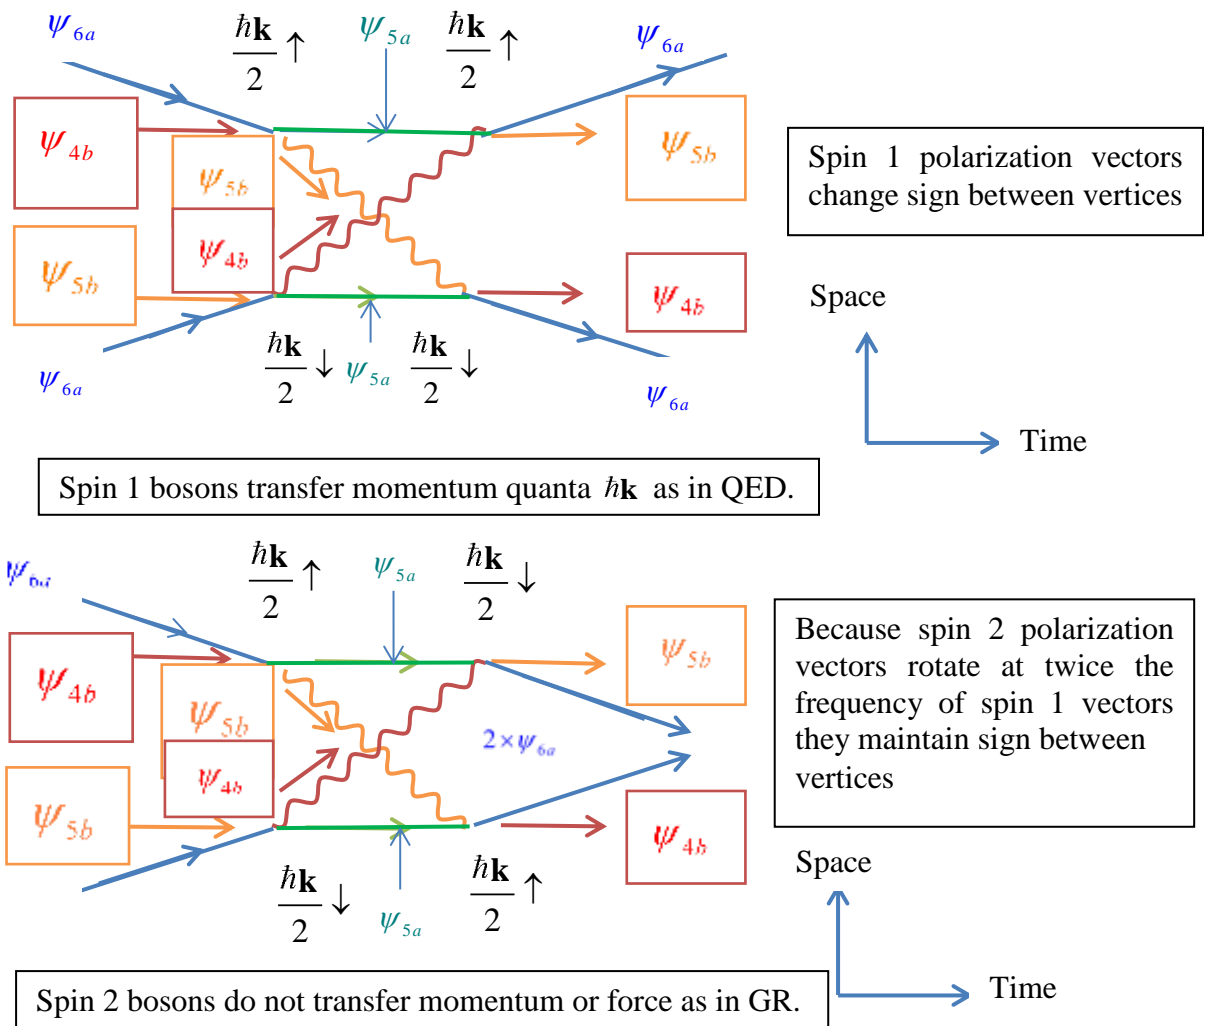 ψ6a
ħk/2 ↑
ψ5a
ħk/2 ↑
ψ6a
ψ4b
ψ5b
ψ5b
Spin 1 polarization vectors
change sign between vertices
ψ4b
ψ5b
ψ4b
Space
ψ6a
ħk/2 ↓
ψ5a
ħk/2 ↓
ψ6a
Time
Spin 1 bosons transfer momentum quanta ħk as in QED.
ψ6a
ħk/2 ↑
ψ5a
ħk/2 ↓
ψ4b
ψ5b
ψ5b
Because spin 2 polarization
vectors rotate at twice the
frequency of spin 1 vectors
they maintain sign between
vertices
2 × ψ6a
ψ4b
ψ5b
ψ4b
Space
ħk/2 ↓
ψ5a
ħk/2 ↑
Time
Spin 2 bosons do not transfer momentum or force as in GR.